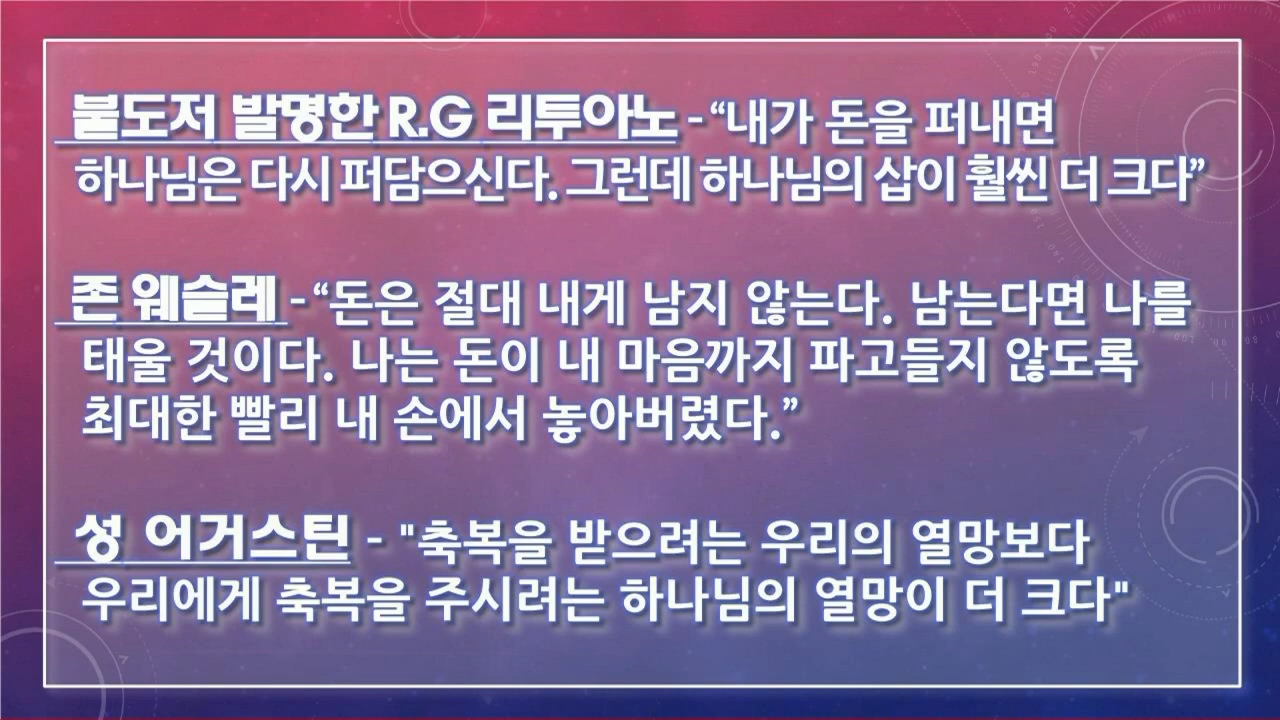 불도저 발명한 R.G 리투아노 - “내가 돈을 퍼내면
하나님은 다시 퍼담으신다. 그런데 하나님의 삽이 훨씬 더 크다”
존 웨슬레 - “돈은 절대 내게 남지 않는다. 남는다면 나를
태울 것이다. 나는 돈이 내 마음까지 파고들지 않도록
최대한 빨리 내 손에서 놓아버렸다.”
성 어거스틴 - "축복을 받으려는 우리의 열망보다
우리에게 축복을 주시려는 하나님의 열망이 더 크다"